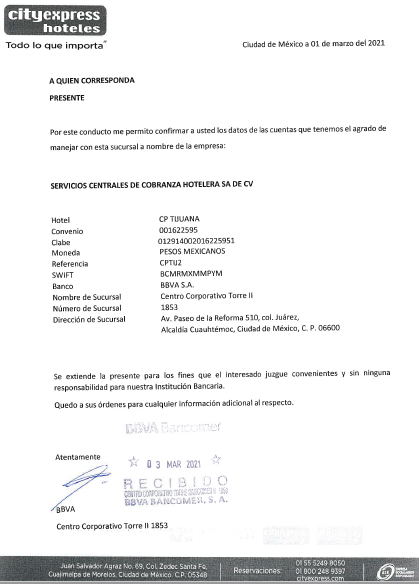 cityexpress
hoteles
Todo lo que importa
Ciudad de México a 01 de marzo del 2021
A QUIEN CORRESPONDA
PRESENTE
Por este conducto me permito confirmar a usted los datos de las cuentas que tenemos el agrado de
manejar con esta sucursal a nombre de la empresa:
SERVICIOS CENTRALES DE COBRANZA HOTELERA SA DE CV
Hotel CP TIJUANA
Convenio 001622595
Clabe 012914002016225951
Moneda PESOS MEXICANOS
Referencia CPTIJ2
SWIFT BCMRMXMMPYM
Banco BBVA S.A.
Nombre de Sucursal Centro Corporativo Torre II
Número de Sucursal 1853
Dirección de Sucursal Av. Paseo de la Reforma 510, col. Juárez,
Alcaldía Cuauhtémoc, Ciudad de México, C. P. 06600
Se extiende la presente para los fines que el interesado juzgue convenientes y sin ninguna
responsabilidad para nuestra Institución Bancaria.
Quedo a sus órdenes para cualquier información adicional al respecto.
BBVA Bancomer
Atentamente
03 MAR 2021
RECIBIDO
CENTRO CORPORATIVO TORRE
BBVA BANCOMER, S. A.
BBVA
Centro Corporativo Torre II 1853
Juan Salvador Agraz No. 69, Col. Zedec Santa Fe,
Cuajimalpa de Morelos, Ciudad de México. C.P. 05348
Reservaciones:
01 55 5249 8050
01 800 248 9397
cityexpress.com